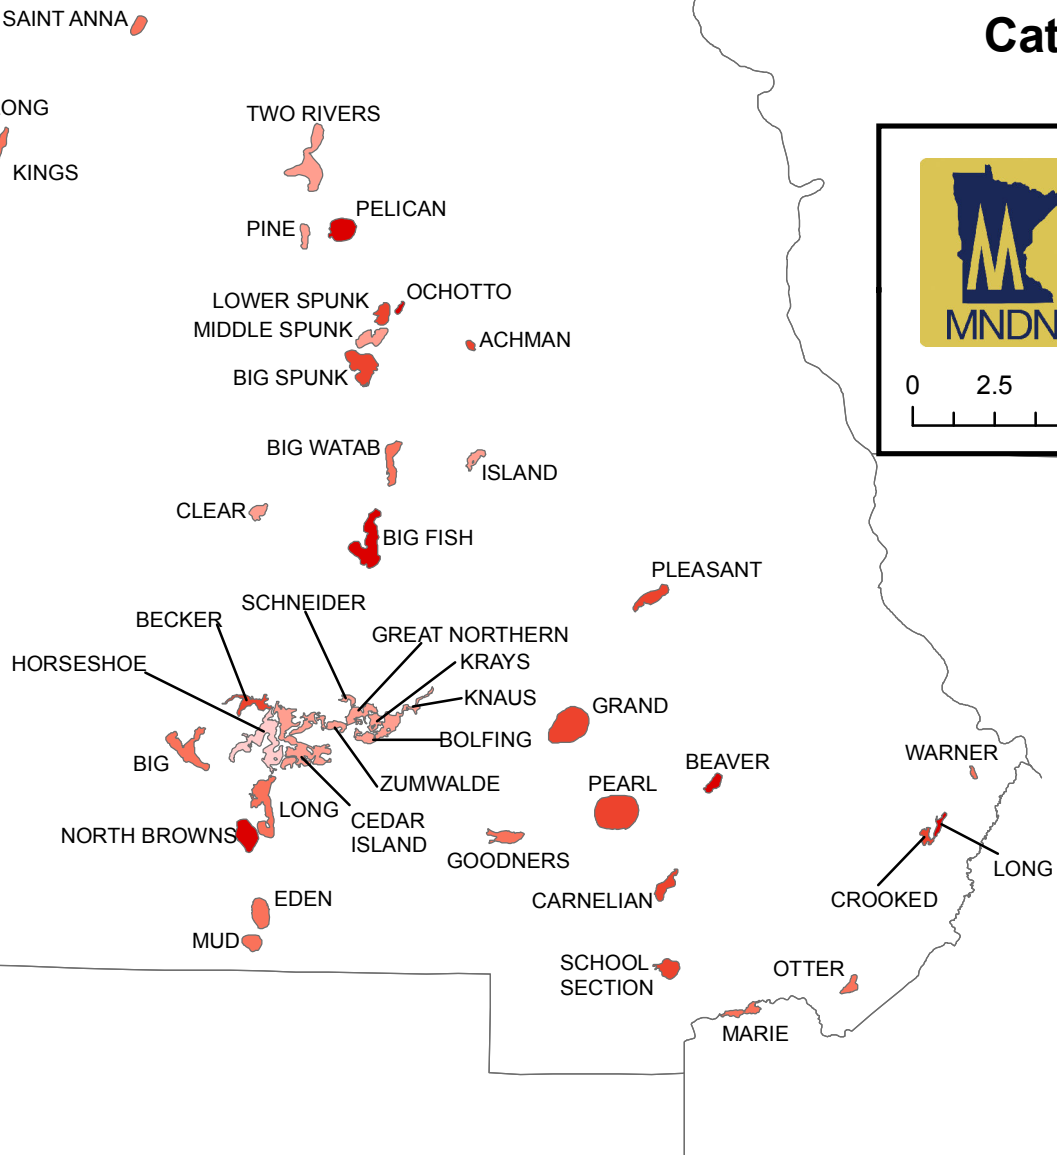 SAINT ANNA
Cat
ONG
TWO RIVERS
KINGS
PELICAN
PINE
OCHOTTO
LOWER SPUNK
MIDDLE SPUNK
ACHMAN
MNDN
BIG SPUNK
0 2.5
BIG WATAB
ISLAND
CLEAR
BIG FISH
PLEASANT
SCHNEIDER
BECKER
GREAT NORTHERN
HORSESHOE
KRAYS
KNAUS
GRAND
BOLFING
WARNER
BIG
BEAVER
ZUMWALDE
PEARL
LONG
CEDAR
ISLAND
NORTH BROWNS
GOODNERS
LONG
EDEN
CARNELIAN
CROOKED
MUD
SCHOOL
SECTION
OTTER
MARIE